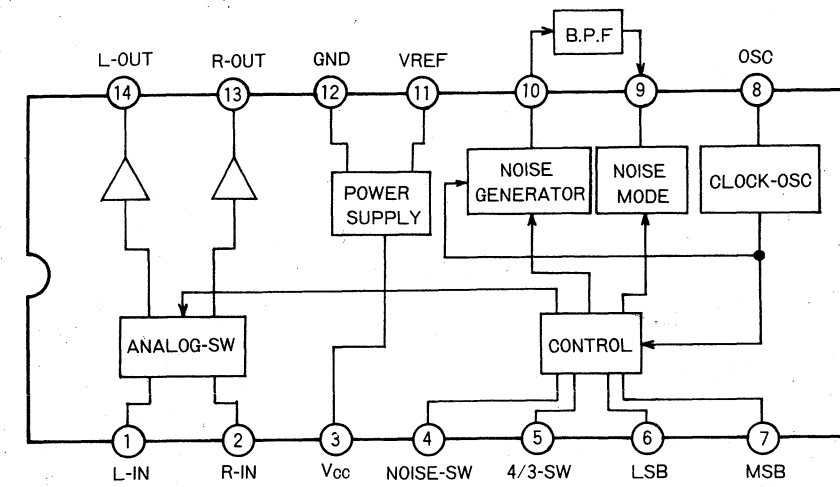 B.P.F
L-OUT R-OUT GND VREF OSC
14 13 12 11 10 9 8
NOISE
GENERATOR
NOISE
MODE
CLOCK-OSC
POWER
SUPPLY
ANALOG-SW
CONTROL
1 2 3 4 5 6 7
L-IN R-IN Vcc NOISE-SW 4/3-SW LSB MSB